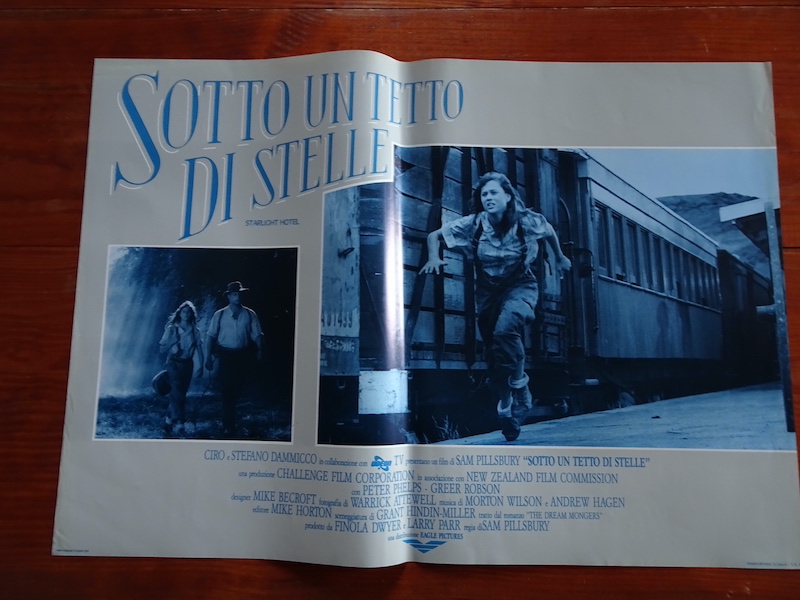 SOTTO UN TETTO
DI STELLE
STARLIGHT HOTEL
CIRO e STEFANO DAMMICCO in collaborazione con TV presentano un film di SAM PILLSBURY "SOTTO UN TETTO DI STELLE"
una produzione CHALLENGE FILM CORPORATION in associazione con NEW ZEALAND FILM COMMISSION
con PETER PHELPS - GREER ROBSON
designer MIKE BECROFT fotografia di WARRICK ATTEWELL musica di MORTON WILSON e ANDREW HAGEN
editore MIKE HORTON sceneggiatura di GRANT HINDIN-MILLER tratto dal romanzo "THE DREAM MONGERS"
prodotto da FINOLA DWYER e LARRY PARR regia di SAM PILLSBURY
una distribuzione EAGLE PICTURES